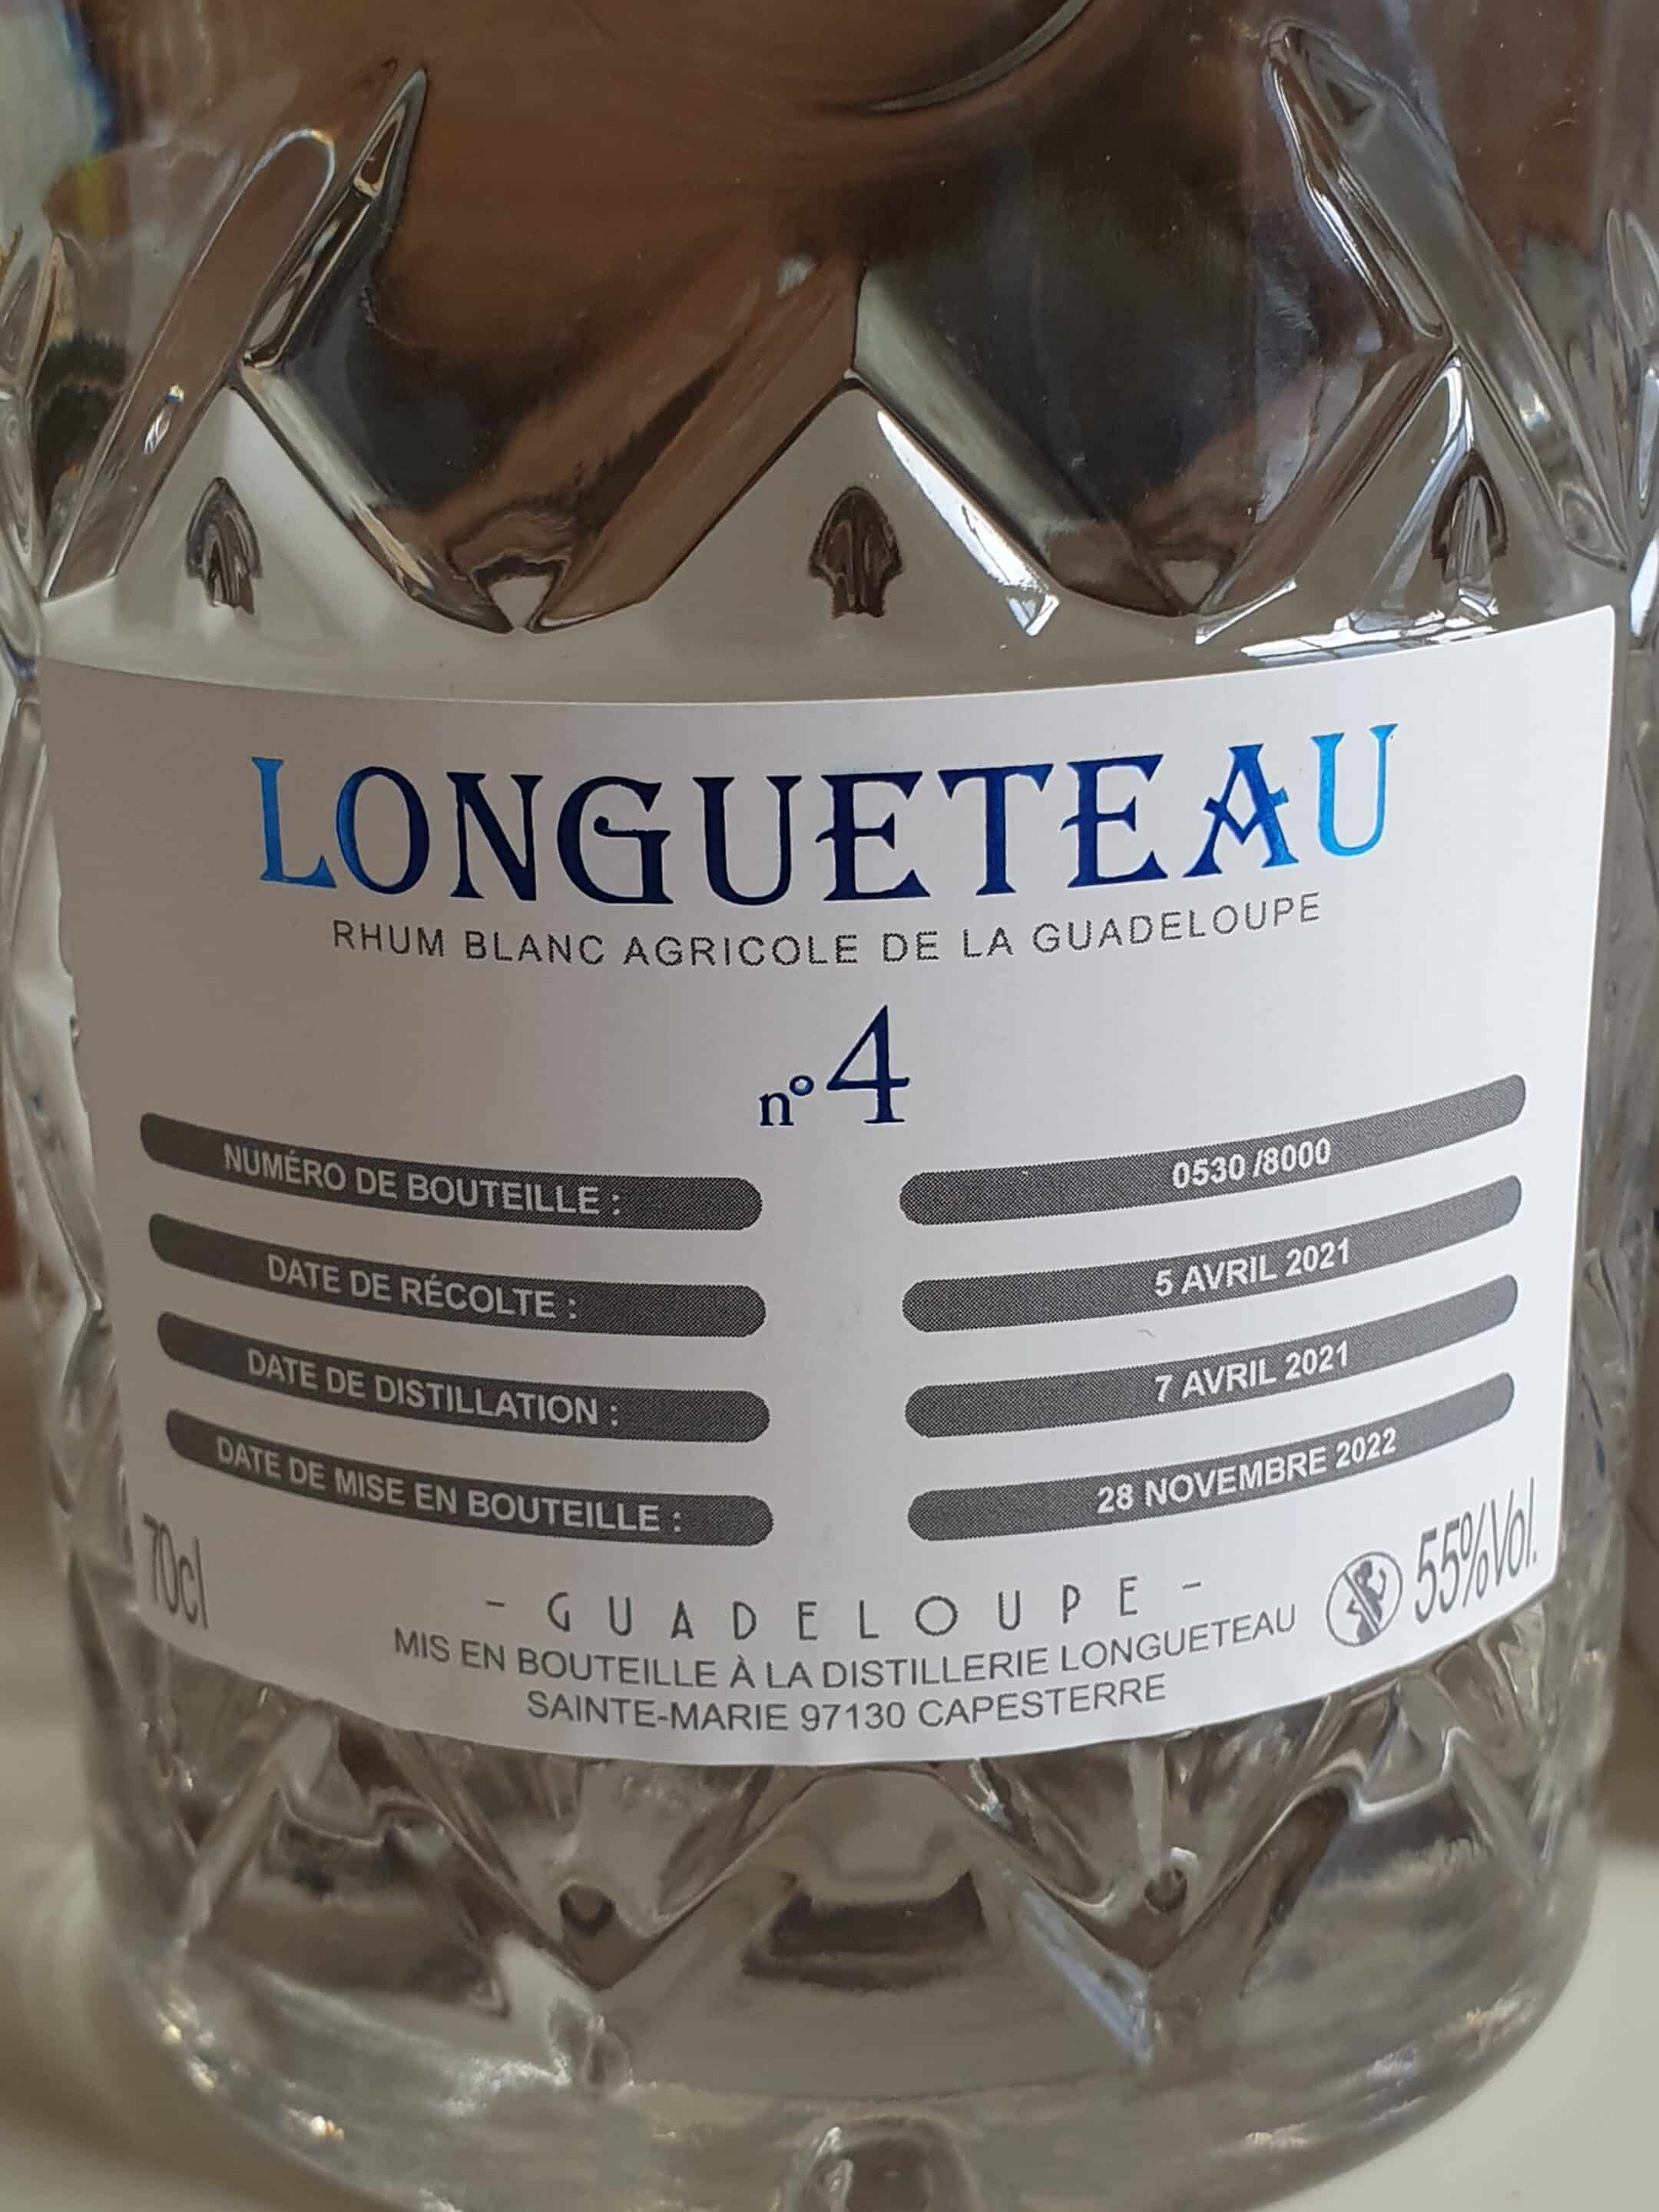 LONGUETEAU
RHUM BLANC AGRICOLE DE LA GUADELOUPE
n°4
NUMÉRO DE BOUTEILLE : 0530 /8000
DATE DE RÉCOLTE : 5 AVRIL 2021
DATE DE DISTILLATION : 7 AVRIL 2021
DATE DE MISE EN BOUTEILLE : 28 NOVEMBRE 2022
70cl
- GUADELOUPE -
55%Vol.
MIS EN BOUTEILLE À LA DISTILLERIE LONGUETEAU
SAINTE-MARIE 97130 CAPESTERRE